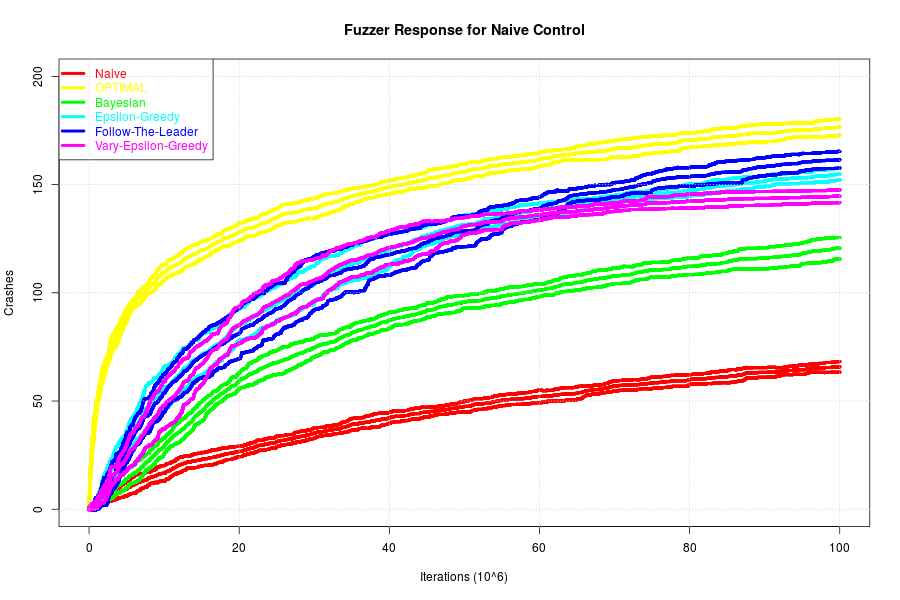 Fuzzer Response for Naive Control
Naive
OPTIMAL
Bayesian
Epsilon-Greedy
Follow-The-Leader
Vary-Epsilon-Greedy
Crashes
200
150
100
50
0
0 20 40 60 80 100
Iterations (10^6)